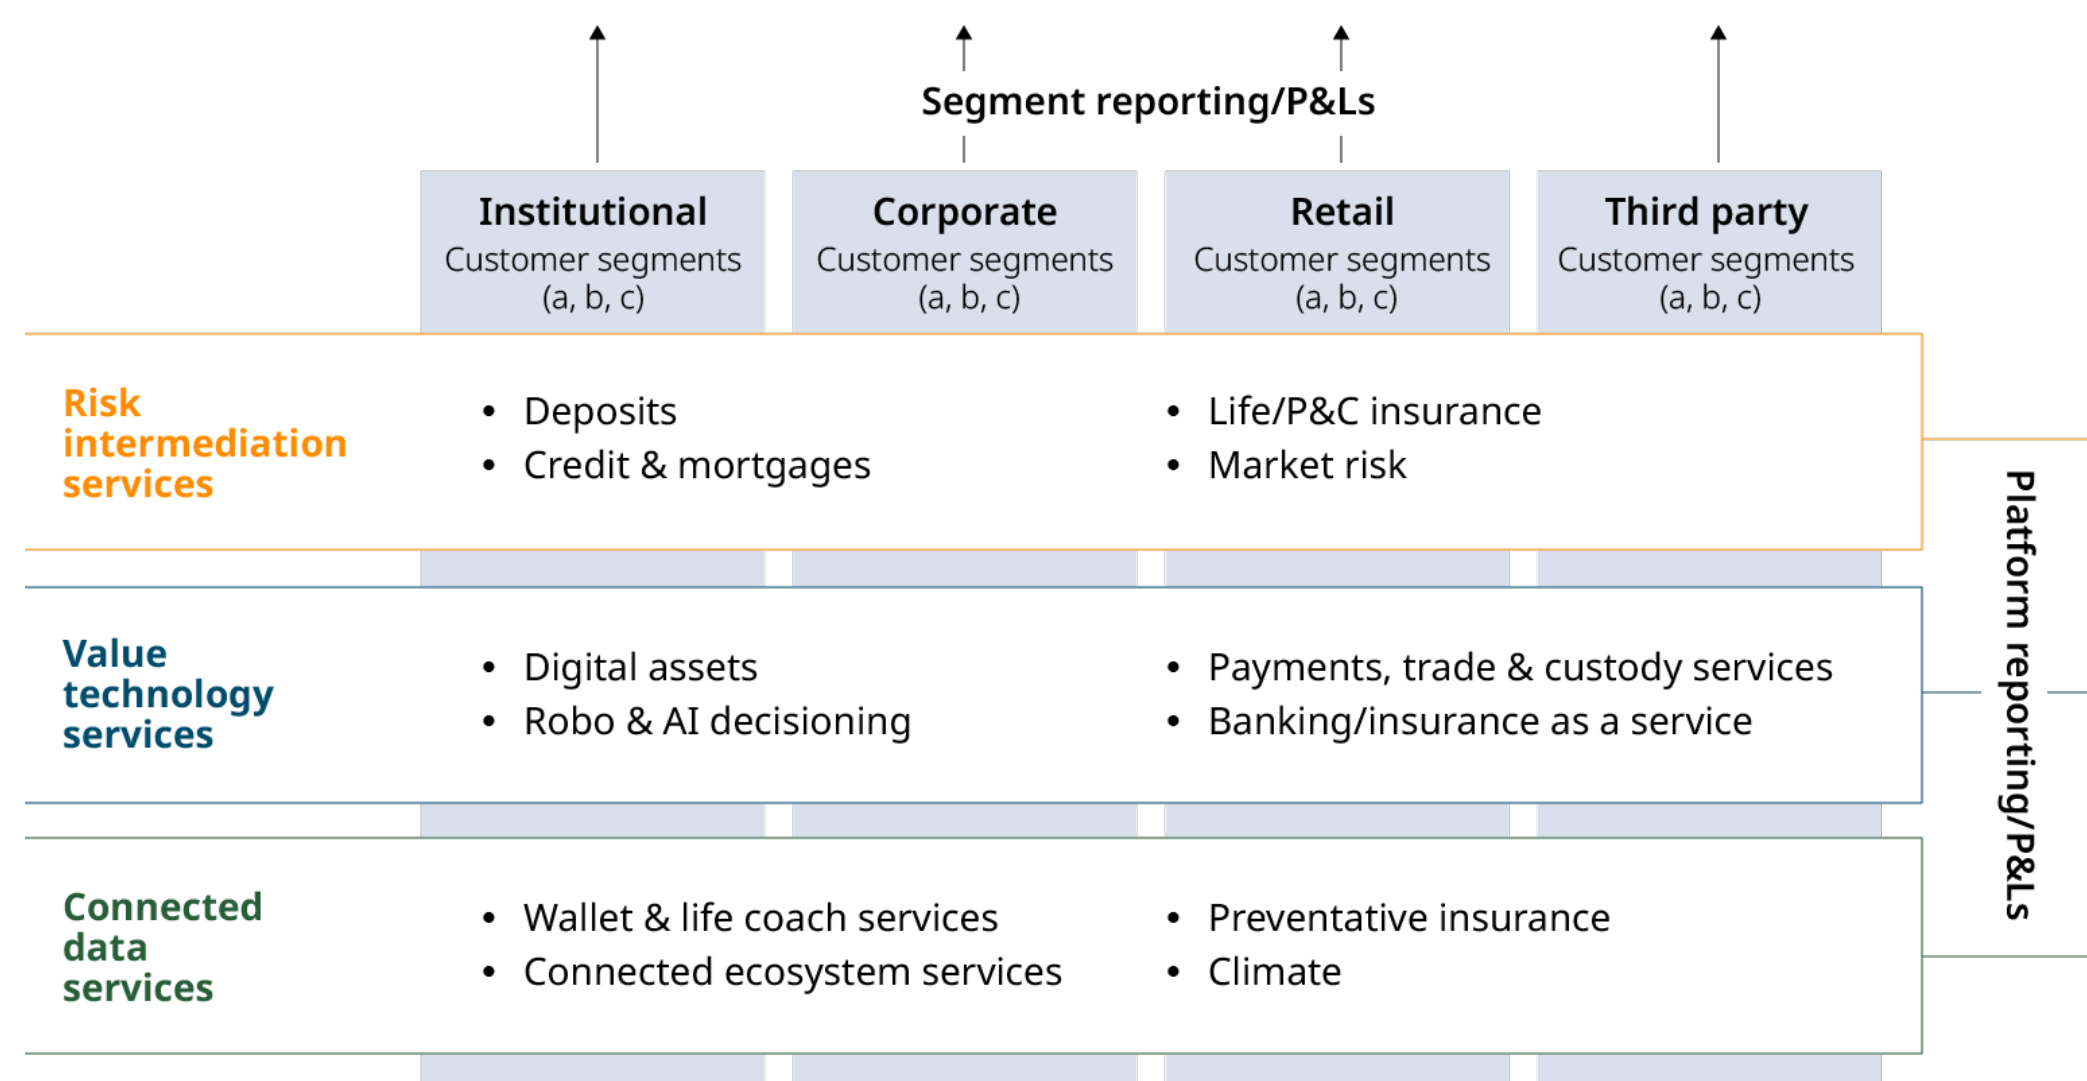 Segment reporting/P&Ls
Institutional
Customer segments
(a, b, c)
Corporate
Customer segments
(a, b, c)
Retail
Customer segments
(a, b, c)
Third party
Customer segments
(a, b, c)
Risk
intermediation
services
• Deposits
• Credit & mortgages
• Life/P&C insurance
• Market risk
Value
technology
services
• Digital assets
• Robo & AI decisioning
• Payments, trade & custody services
• Banking/insurance as a service
Connected
data
services
• Wallet & life coach services
• Connected ecosystem services
• Preventative insurance
• Climate
Platform reporting/P&Ls